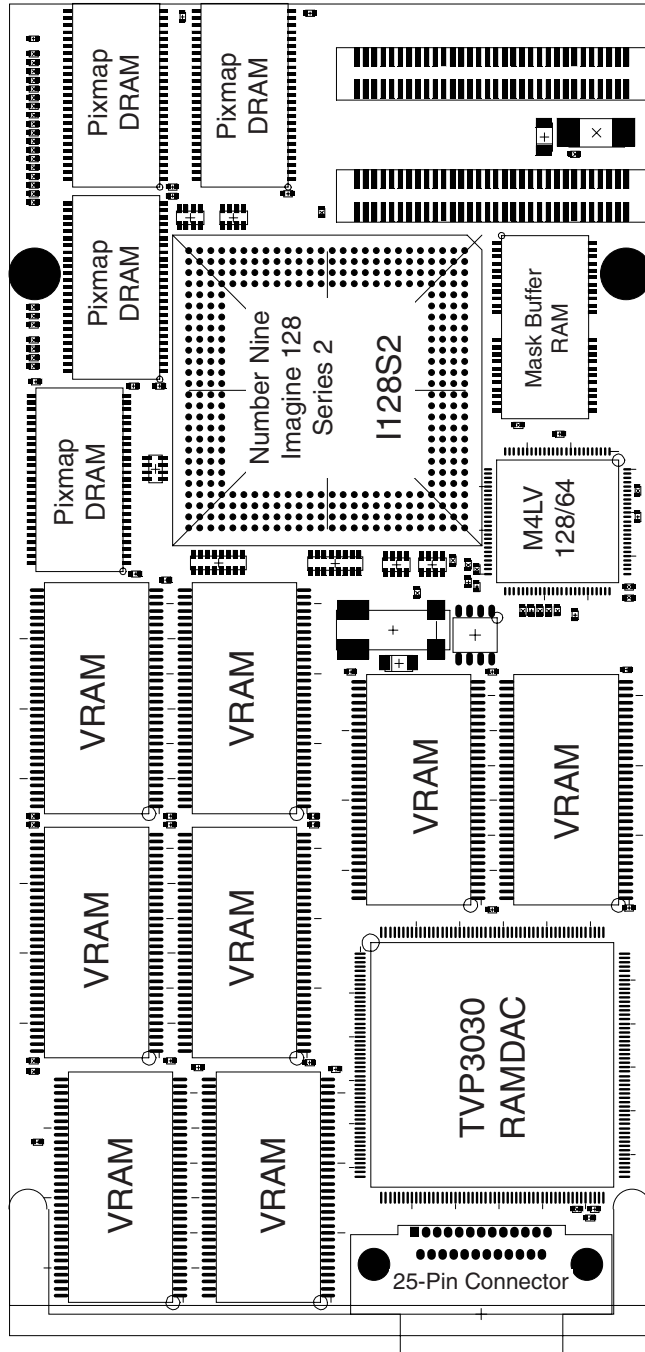 Pixmap
DRAM
Pixmap
DRAM
Pixmap
DRAM
Mask Buffer
RAM
Number Nine
Imagine 128
Series 2
I128S2
Pixmap
DRAM
M4LV
128/64
VRAM
VRAM
VRAM
VRAM
VRAM
VRAM
TVP3030
RAMDAC
VRAM
VRAM
25-Pin Connector